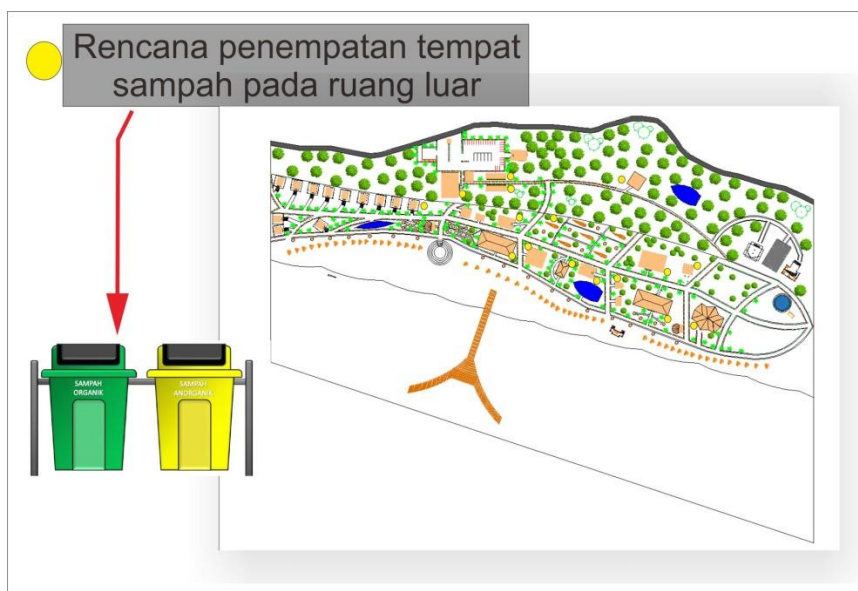 Rencana penempatan tempat
sampah pada ruang luar
SAMPAH
ORGANIK
SAMPAH
ANORGANIK